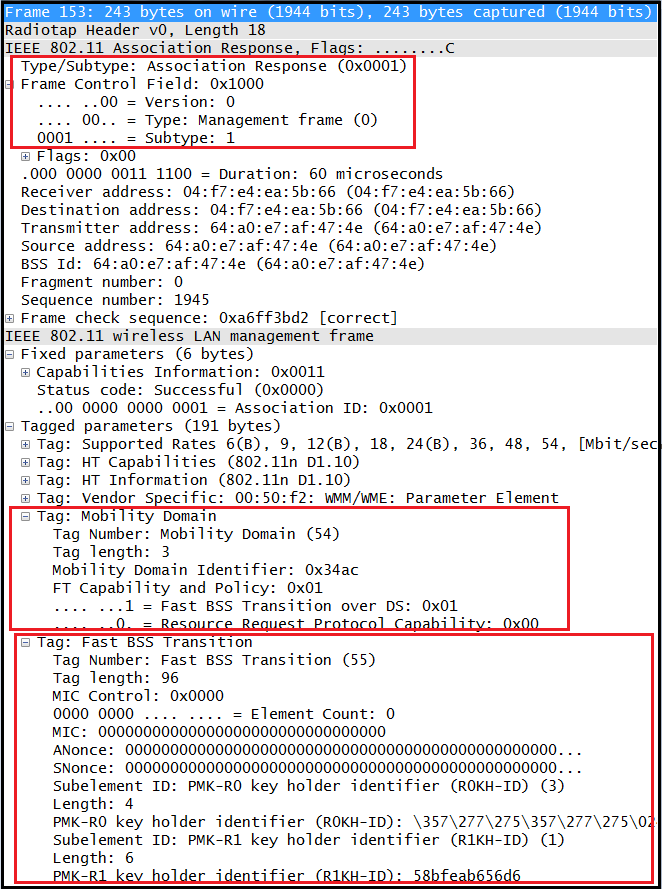 Frame 153: 243 bytes on wire (1944 bits), 243 bytes captured (1944 bits)
Radiotap Header v0, Length 18
IEEE 802.11 Association Response, Flags: ........C
Type/Subtype: Association Response (0x0001)
Frame Control Field: 0x1000
.... ..00 = Version: 0
.... 00.. = Type: Management frame (0)
0001 .... = Subtype: 1
Flags: 0x00
.000 0000 0011 1100 = Duration: 60 microseconds
Receiver address: 04:f7:e4:ea:5b:66 (04:f7:e4:ea:5b:66)
Destination address: 04:f7:e4:ea:5b:66 (04:f7:e4:ea:5b:66)
Transmitter address: 64:a0:e7:af:47:4e (64:a0:e7:af:47:4e)
Source address: 64:a0:e7:af:47:4e (64:a0:e7:af:47:4e)
BSS Id: 64:a0:e7:af:47:4e (64:a0:e7:af:47:4e)
Fragment number: 0
Sequence number: 1945
Frame check sequence: 0xa6ff3bd2 [correct]
IEEE 802.11 wireless LAN management frame
Fixed parameters (6 bytes)
Capabilities Information: 0x0011
Status code: Successful (0x0000)
..00 0000 0000 0001 = Association ID: 0x0001
Tagged parameters (191 bytes)
Tag: Supported Rates 6(B), 9, 12(B), 18, 24(B), 36, 48, 54, [Mbit/sec
Tag: HT Capabilities (802.11n D1.10)
Tag: HT Information (802.11n D1.10)
Tag: Vendor Specific: 00:50:f2: WMM/WME: Parameter Element
Tag: Mobility Domain
Tag Number: Mobility Domain (54)
Tag length: 3
Mobility Domain Identifier: 0x34ac
FT Capability and Policy: 0x01
.... ...1 = Fast BSS Transition over DS: 0x01
.... ..0. = Resource Request Protocol Capability: 0x00
Tag: Fast BSS Transition
Tag Number: Fast BSS Transition (55)
Tag length: 96
MIC Control: 0x0000
0000 0000 .... .... = Element Count: 0
MIC: 00000000000000000000000000000000
ANonce: 000000000000000000000000000000000000000000000000...
SNonce: 000000000000000000000000000000000000000000000000...
Subelement ID: PMK-R0 key holder identifier (R0KH-ID) (3)
Length: 4
PMK-R0 key holder identifier (R0KH-ID): \357\277\275\357\277\275\02
Subelement ID: PMK-R1 key holder identifier (R1KH-ID) (1)
Length: 6
PMK-R1 key holder identifier (R1KH-ID): 58bfeab656d6